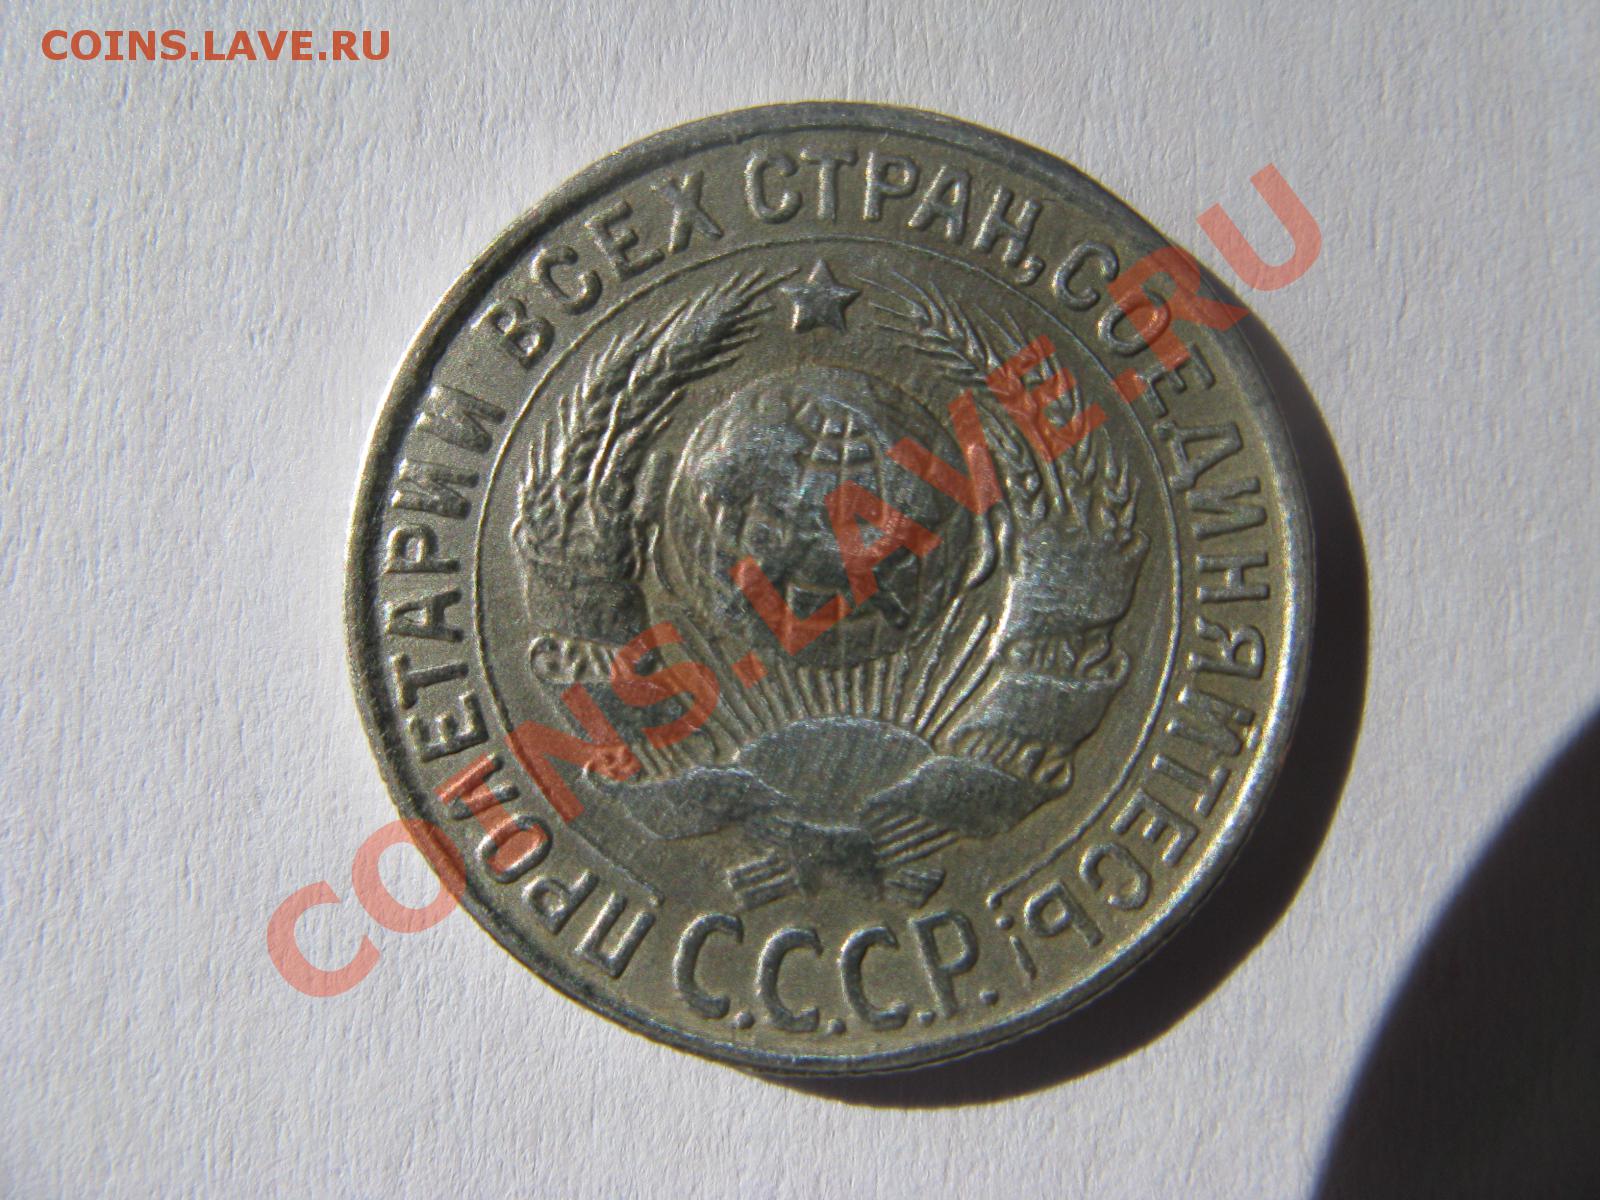 COINS.LAVE.RU
ПРОЛЕТАРИИ ВСЕХ СТРАН, СОЕДИНЯЙТЕСЬ!
С.С.С.Р.
COINS.LAVE.RU